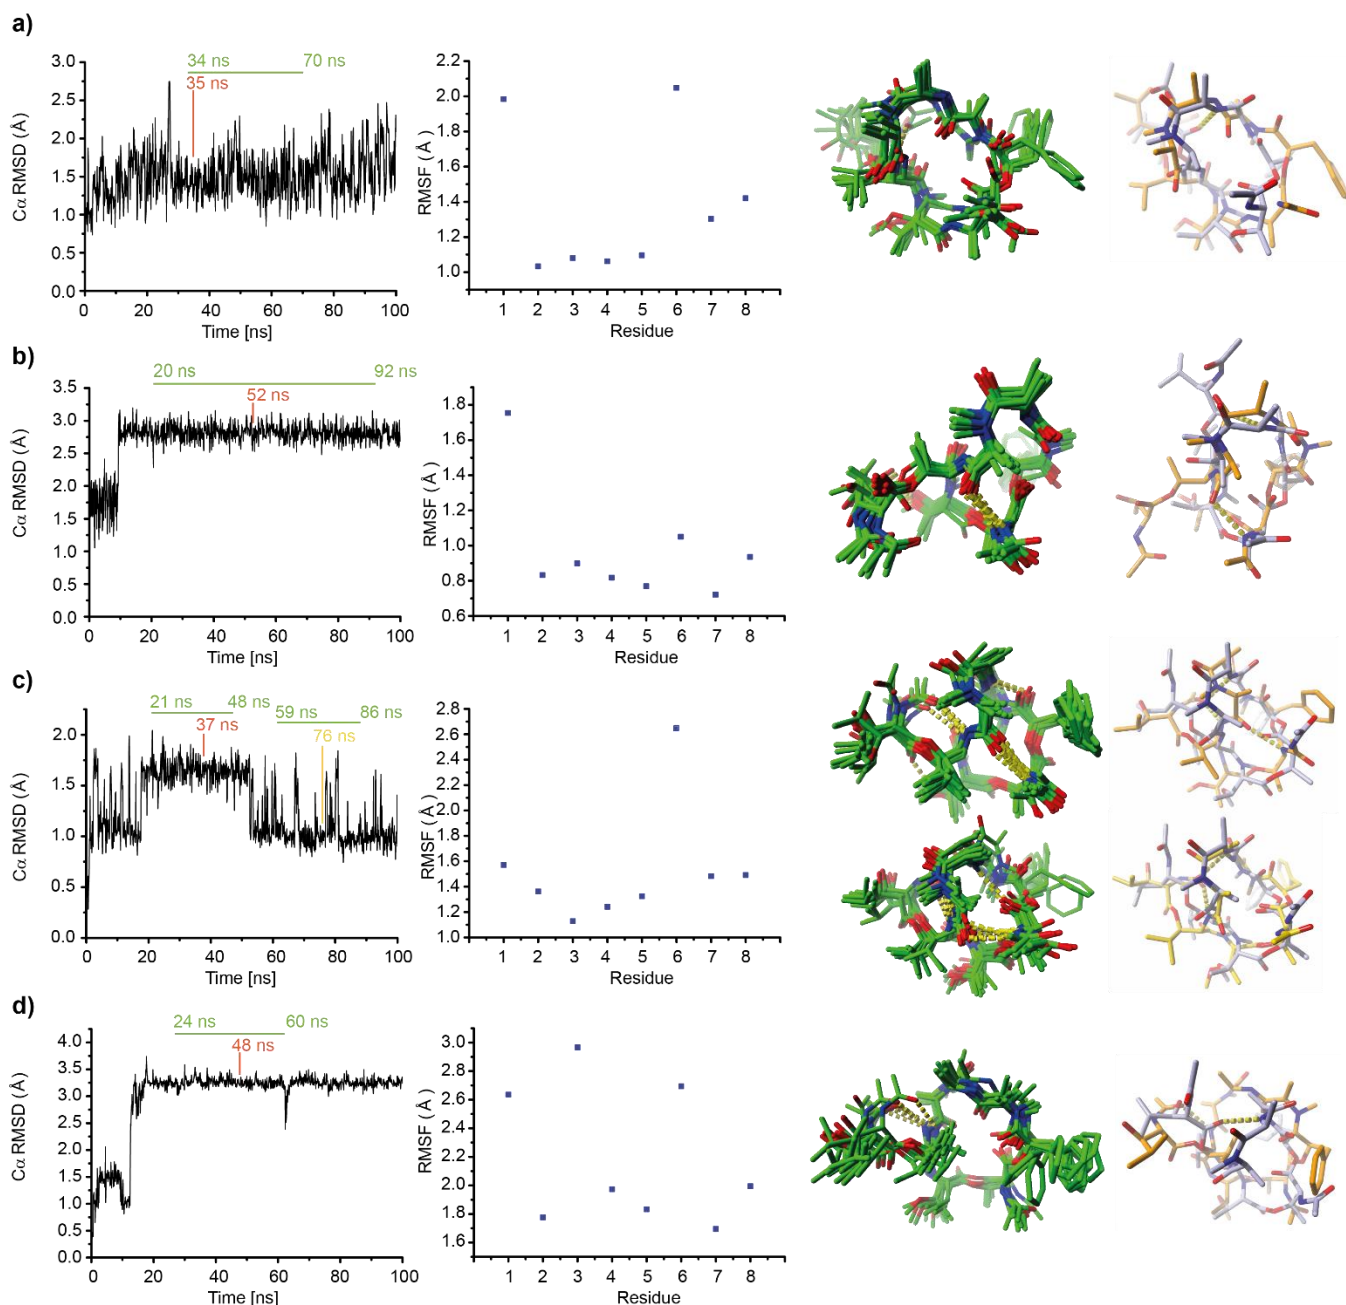 a)
34 ns 70 ns
35 ns
Cα RMSD (Å)
3.0
2.5
2.0
1.5
1.0
0.5
0.0
0 20 40 60 80 100
Time [ns]
RMSF (Å)
2.2
2.0
1.8
1.6
1.4
1.2
1.0
1 2 3 4 5 6 7 8
Residue
b)
20 ns 92 ns
52 ns
Cα RMSD (Å)
3.5
3.0
2.5
2.0
1.5
1.0
0.5
0.0
0 20 40 60 80 100
Time [ns]
RMSF (Å)
1.8
1.6
1.4
1.2
1.0
0.8
0.6
1 2 3 4 5 6 7 8
Residue
c)
21 ns 48 ns 59 ns 86 ns
37 ns
76 ns
Cα RMSD (Å)
2.0
1.5
1.0
0.5
0.0
0 20 40 60 80 100
Time [ns]
RMSF (Å)
2.8
2.6
2.4
2.2
2.0
1.8
1.6
1.4
1.2
1.0
1 2 3 4 5 6 7 8
Residue
d)
24 ns 60 ns
48 ns
Cα RMSD (Å)
4.0
3.5
3.0
2.5
2.0
1.5
1.0
0.5
0.0
0 20 40 60 80 100
Time [ns]
RMSF (Å)
3.0
2.8
2.6
2.4
2.2
2.0
1.8
1.6
1 2 3 4 5 6 7 8
Residue